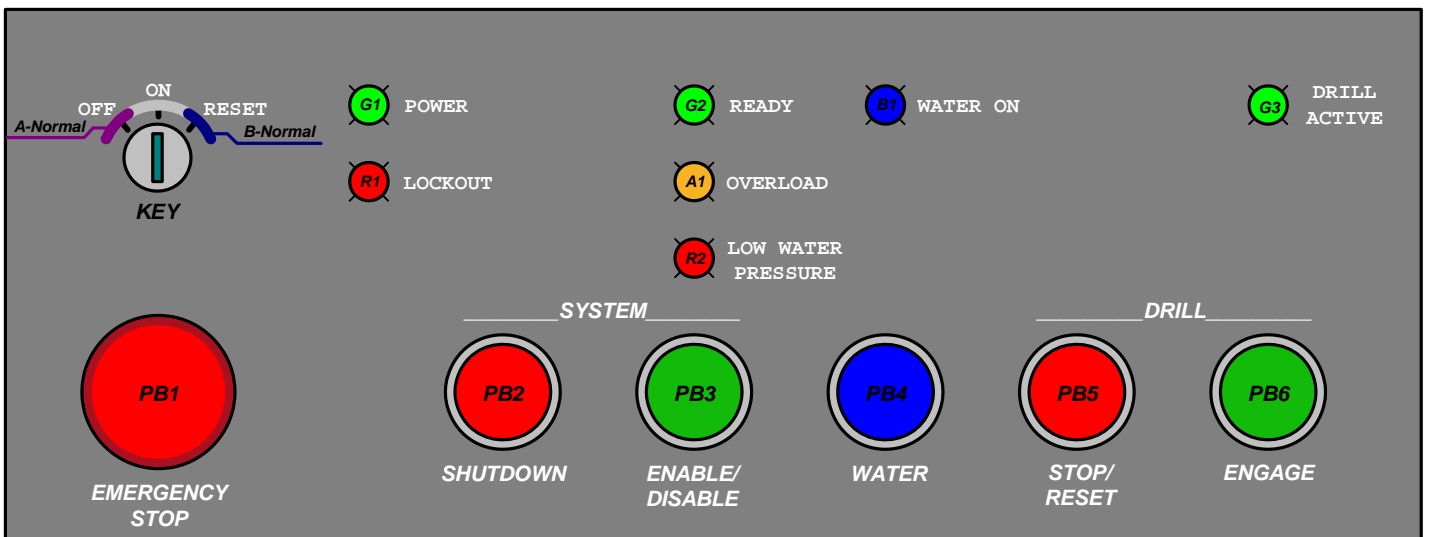 ON
OFF
RESET
A-Normal
B-Normal
KEY
G1 POWER
R1 LOCKOUT
G2 READY
A1 OVERLOAD
R2 LOW WATER
PRESSURE
B1 WATER ON
G3 DRILL
ACTIVE
PB1
EMERGENCY
STOP
SYSTEM
PB2
SHUTDOWN
PB3
ENABLE/
DISABLE
PB4
WATER
DRILL
PB5
STOP/
RESET
PB6
ENGAGE